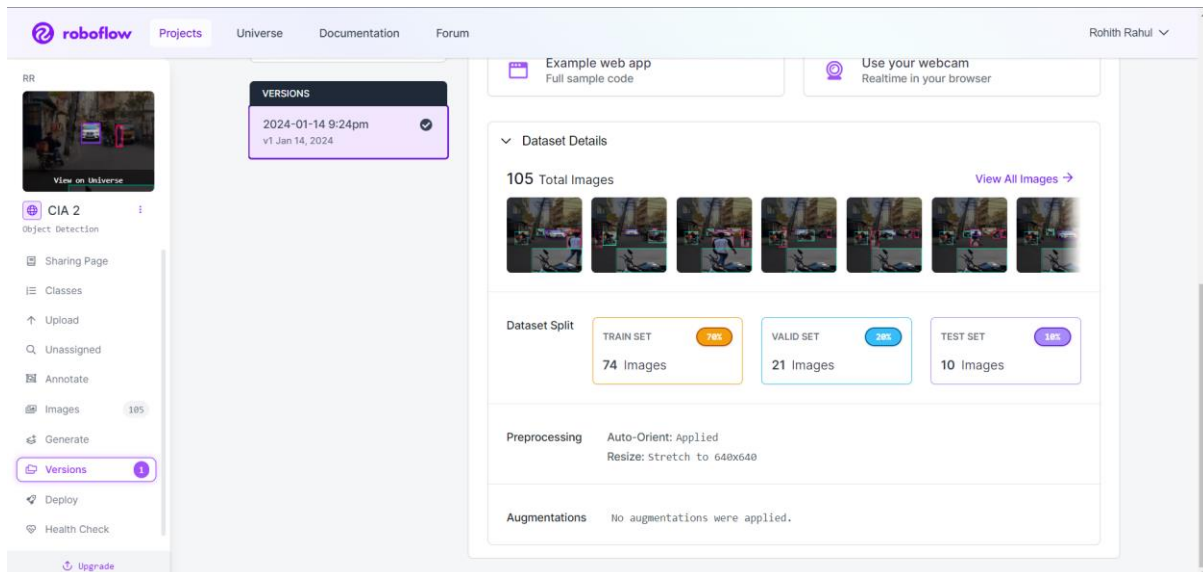 roboflow
Projects
Universe
Documentation
Forum
Rohith Rahul
RR
View on Universe
CIA 2
Object Detection
Sharing Page
Classes
Upload
Unassigned
Annotate
Images 105
Generate
Versions 1
Deploy
Health Check
Upgrade
VERSIONS
2024-01-14 9:24pm
v1 Jan 14, 2024
Example web app
Full sample code
Use your webcam
Realtime in your browser
Dataset Details
105 Total Images
View All Images →
Dataset Split
TRAIN SET 70%
74 Images
VALID SET 20%
21 Images
TEST SET 10%
10 Images
Preprocessing
Auto-Orient: Applied
Resize: Stretch to 640x640
Augmentations
No augmentations were applied.